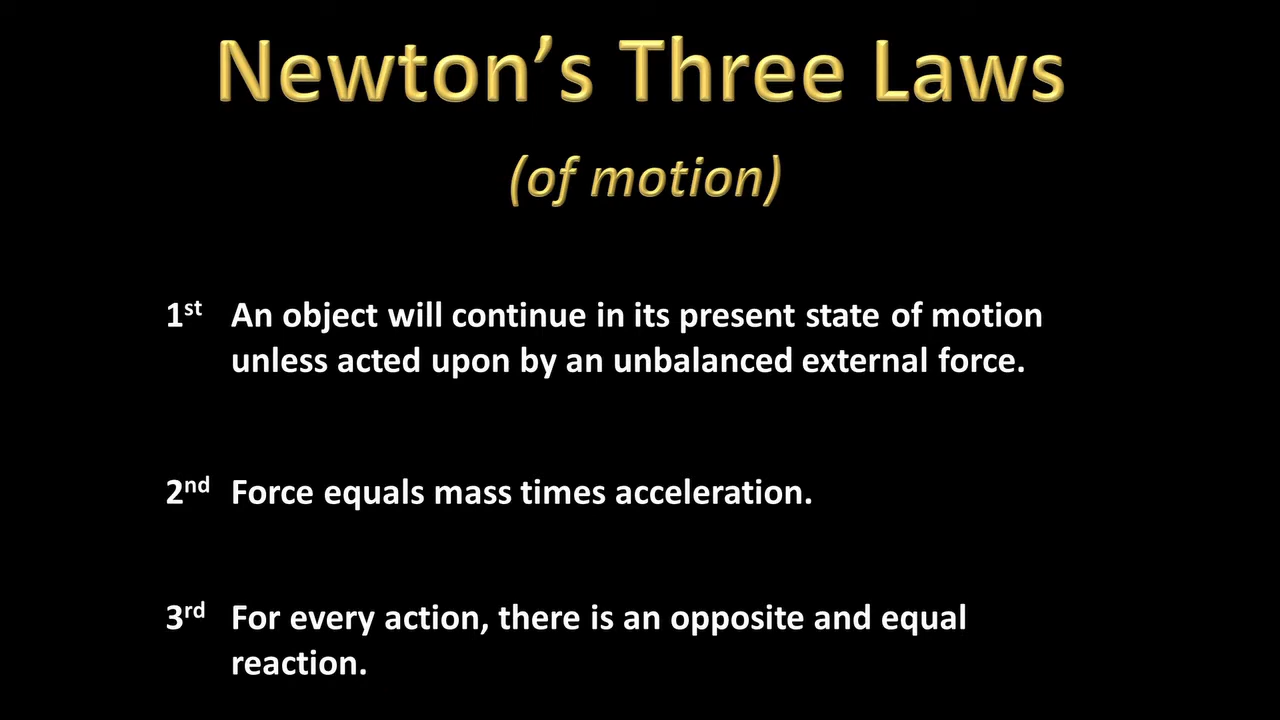 Newton’s Three Laws
(of motion)
1st An object will continue in its present state of motion
unless acted upon by an unbalanced external force.
2nd Force equals mass times acceleration.
3rd For every action, there is an opposite and equal
reaction.